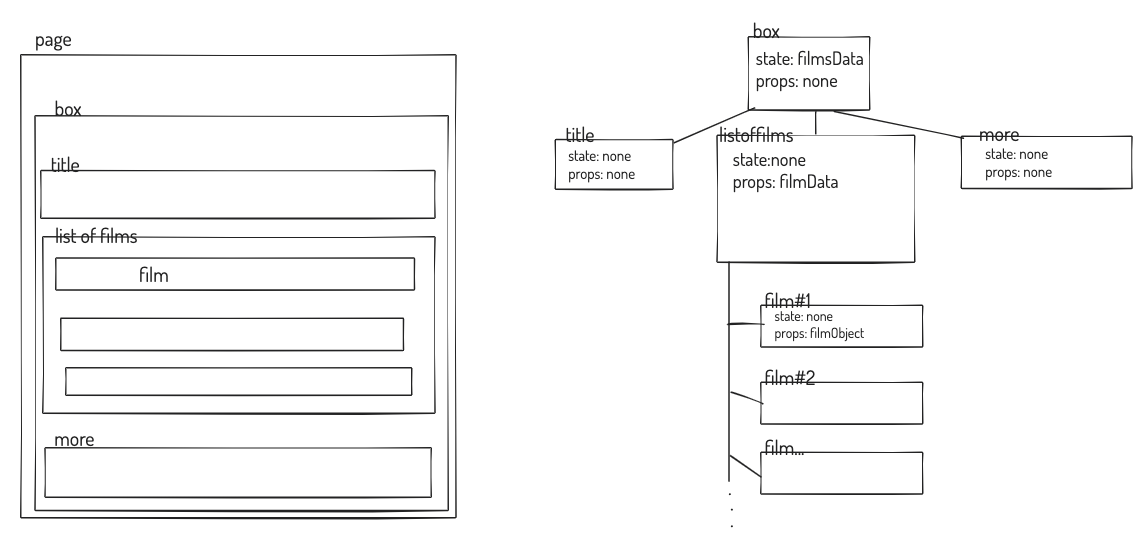 page
box
title
list of films
film
more
box
state: filmsData
props: none
title
state: none
props: none
listoffilms
state:none
props: filmData
more
state: none
props: none
film#1
state: none
props: filmObject
film#2
film...